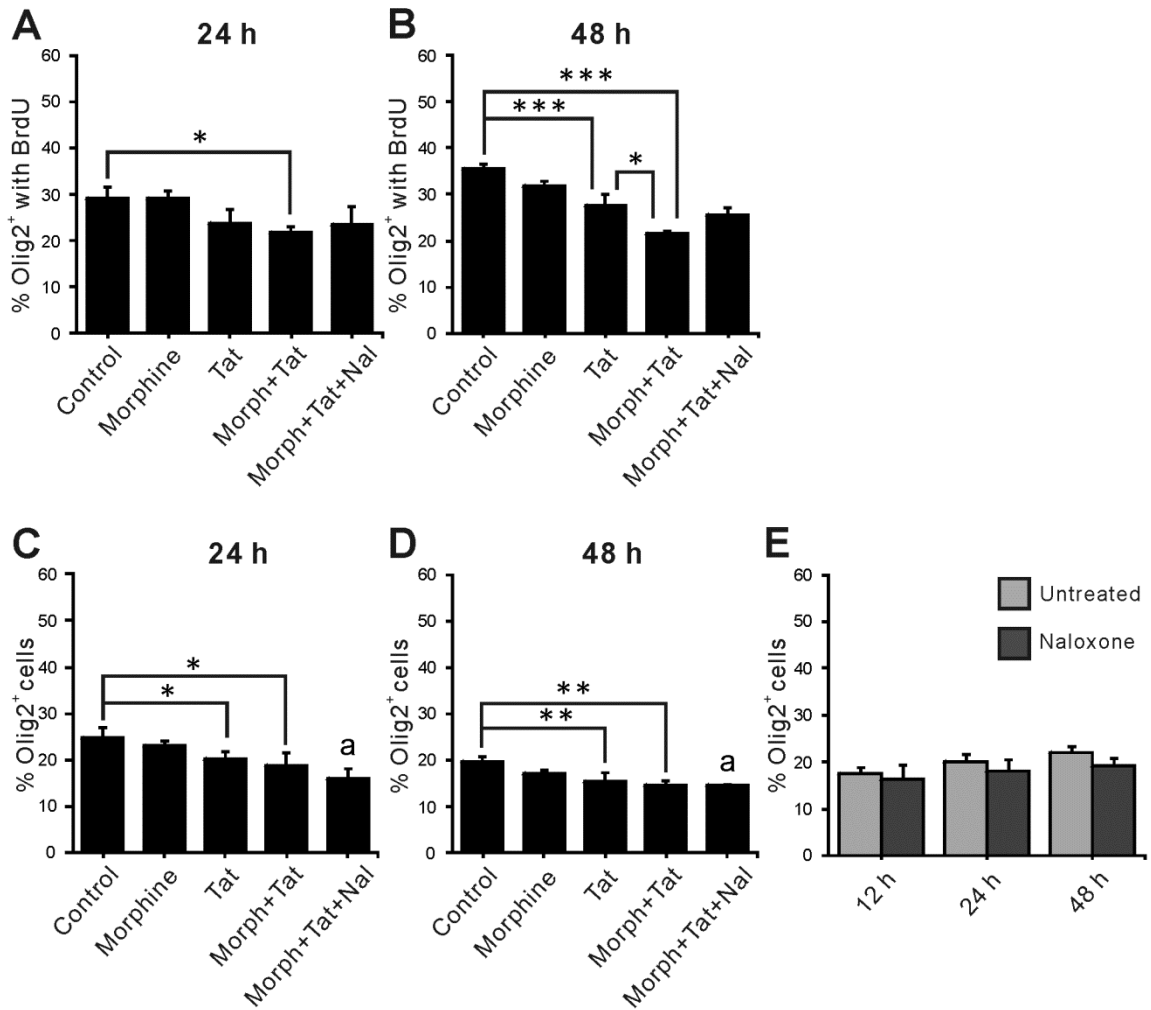 A
24 h
% Olig2⁺ with BrdU
60
50
40
30
20
10
0
*
Control
Morphine
Tat
Morph+Tat
Morph+Tat+Nal
B
48 h
% Olig2⁺ with BrdU
60
50
40
30
20
10
0
***
***
*
Control
Morphine
Tat
Morph+Tat
Morph+Tat+Nal
C
24 h
% Olig2⁺ cells
60
50
40
30
20
10
0
*
*
a
Control
Morphine
Tat
Morph+Tat
Morph+Tat+Nal
D
48 h
% Olig2⁺ cells
60
50
40
30
20
10
0
**
**
a
Control
Morphine
Tat
Morph+Tat
Morph+Tat+Nal
E
% Olig2⁺ cells
60
50
40
30
20
10
0
Untreated
Naloxone
12 h
24 h
48 h